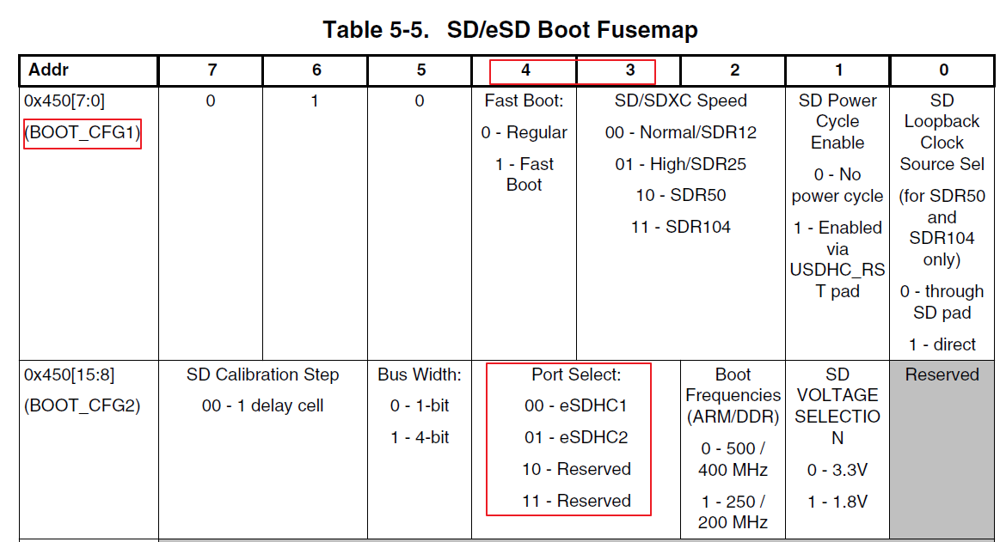 Table 5-5. SD/eSD Boot Fusemap
Addr 7 6 5 4 3 2 1 0
0x450[7:0]
(BOOT_CFG1)
0
1
0
Fast Boot:
0 - Regular
1 - Fast
Boot
SD/SDXC Speed
00 - Normal/SDR12
01 - High/SDR25
10 - SDR50
11 - SDR104
SD Power
Cycle
Enable
0 - No
power cycle
1 - Enabled
via
USDHC_RS
T pad
SD
Loopback
Clock
Source Sel
(for SDR50
and
SDR104
only)
0 - through
SD pad
1 - direct
0x450[15:8]
(BOOT_CFG2)
SD Calibration Step
00 - 1 delay cell
Bus Width:
0 - 1-bit
1 - 4-bit
Port Select:
00 - eSDHC1
01 - eSDHC2
10 - Reserved
11 - Reserved
Boot
Frequencies
(ARM/DDR)
0 - 500 /
400 MHz
1 - 250 /
200 MHz
SD
VOLTAGE
SELECTIO
N
0 - 3.3V
1 - 1.8V
Reserved